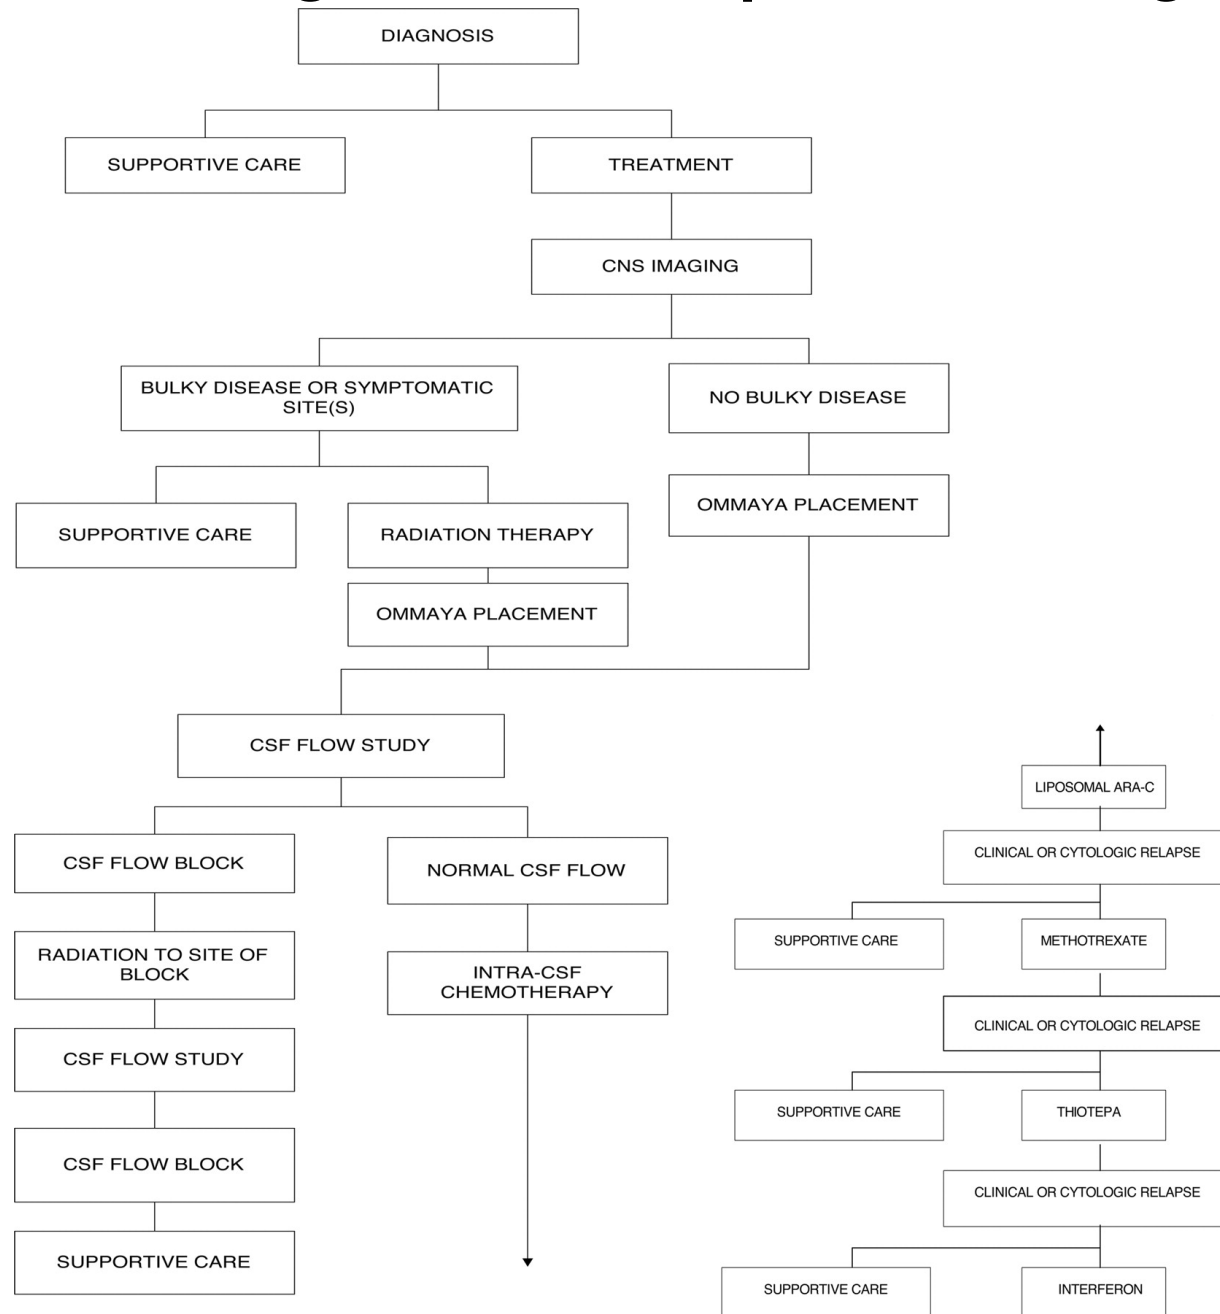 DIAGNOSIS
SUPPORTIVE CARE
TREATMENT
CNS IMAGING
BULKY DISEASE OR SYMPTOMATIC
SITE(S)
NO BULKY DISEASE
SUPPORTIVE CARE
RADIATION THERAPY
OMMAYA PLACEMENT
OMMAYA PLACEMENT
CSF FLOW STUDY
CSF FLOW BLOCK
NORMAL CSF FLOW
RADIATION TO SITE OF
BLOCK
INTRA-CSF
CHEMOTHERAPY
CSF FLOW STUDY
CSF FLOW BLOCK
SUPPORTIVE CARE
LIPOSOMAL ARA-C
CLINICAL OR CYTOLOGIC RELAPSE
SUPPORTIVE CARE
METHOTREXATE
CLINICAL OR CYTOLOGIC RELAPSE
SUPPORTIVE CARE
THIOTEPA
CLINICAL OR CYTOLOGIC RELAPSE
SUPPORTIVE CARE
INTERFERON